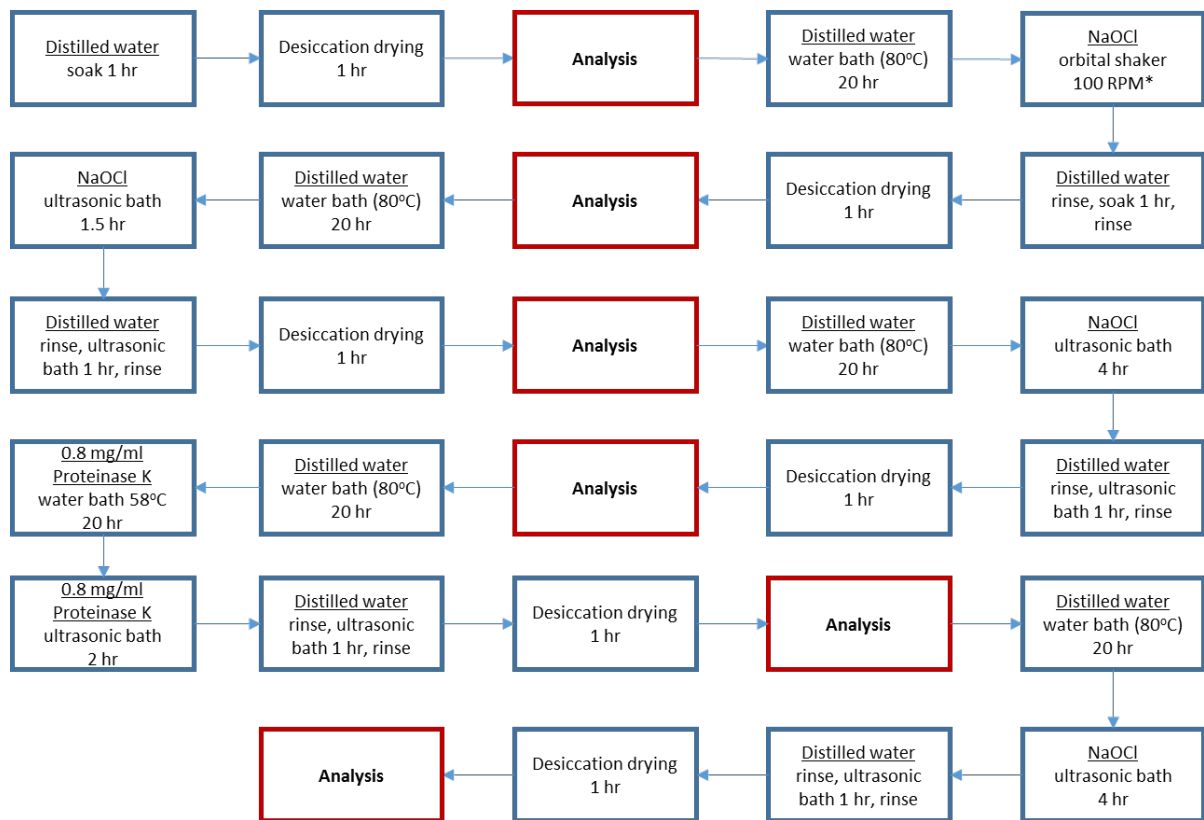 Distilled water
soak 1 hr
Desiccation drying
1 hr
Analysis
Distilled water
water bath (80°C)
20 hr
NaOCl
orbital shaker
100 RPM*
NaOCl
ultrasonic bath
1.5 hr
Distilled water
water bath (80°C)
20 hr
Analysis
Desiccation drying
1 hr
Distilled water
rinse, soak 1 hr,
rinse
Distilled water
rinse, ultrasonic
bath 1 hr, rinse
Desiccation drying
1 hr
Analysis
Distilled water
water bath (80°C)
20 hr
NaOCl
ultrasonic bath
4 hr
0.8 mg/ml
Proteinase K
water bath 58°C
20 hr
Distilled water
water bath (80°C)
20 hr
Analysis
Desiccation drying
1 hr
Distilled water
rinse, ultrasonic
bath 1 hr, rinse
0.8 mg/ml
Proteinase K
ultrasonic bath
2 hr
Distilled water
rinse, ultrasonic
bath 1 hr, rinse
Desiccation drying
1 hr
Analysis
Distilled water
water bath (80°C)
20 hr
Analysis
Desiccation drying
1 hr
Distilled water
rinse, ultrasonic
bath 1 hr, rinse
NaOCl
ultrasonic bath
4 hr